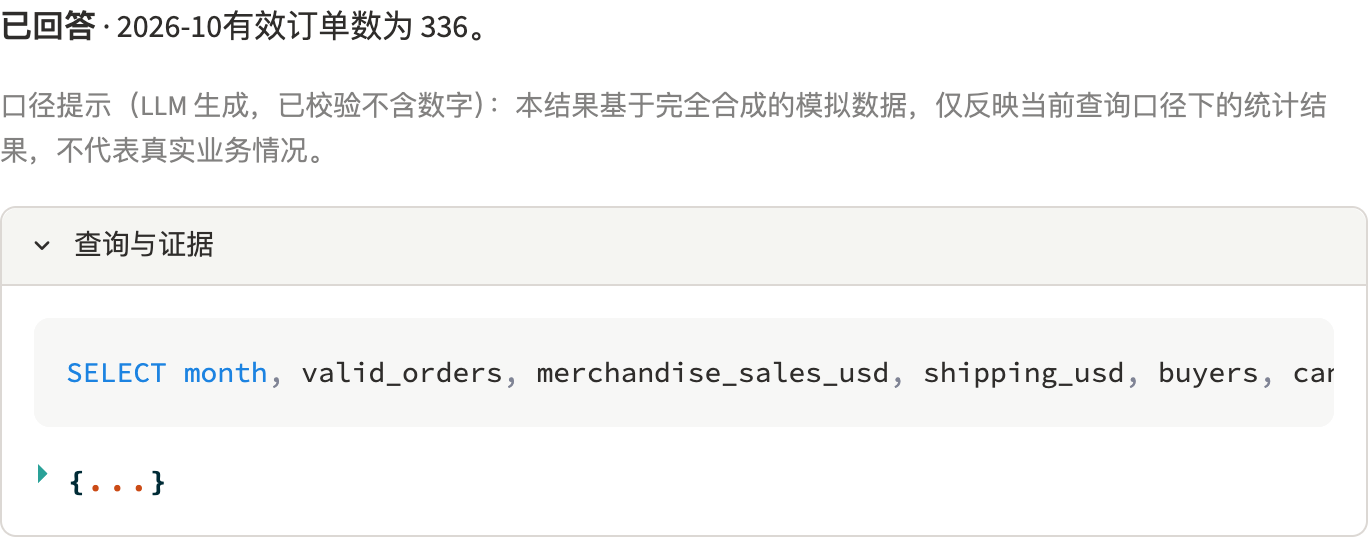 已回答 · 2026-10有效订单数为 336。
口径提示（LLM 生成，已校验不含数字）：本结果基于完全合成的模拟数据，仅反映当前查询口径下的统计结
果，不代表真实业务情况。
查询与证据
SELECT month, valid_orders, merchandise_sales_usd, shipping_usd, buyers, can
{...}